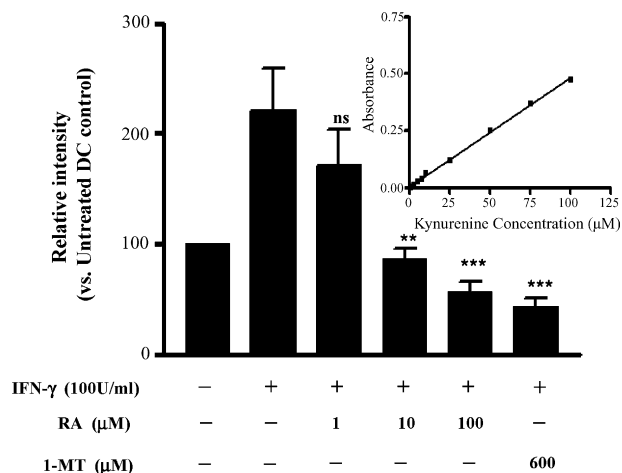 Relative intensity
(vs. Untreated DC control)
300
200
100
0
ns
**
***
***
Absorbance
0.75
0.50
0.25
0.00
0 25 50 75 100 125
Kynurenine Concentration (µM)
IFN-γ (100U/ml) − + + + + +
RA (µM) − − 1 10 100 −
1-MT (µM) − − − − − 600